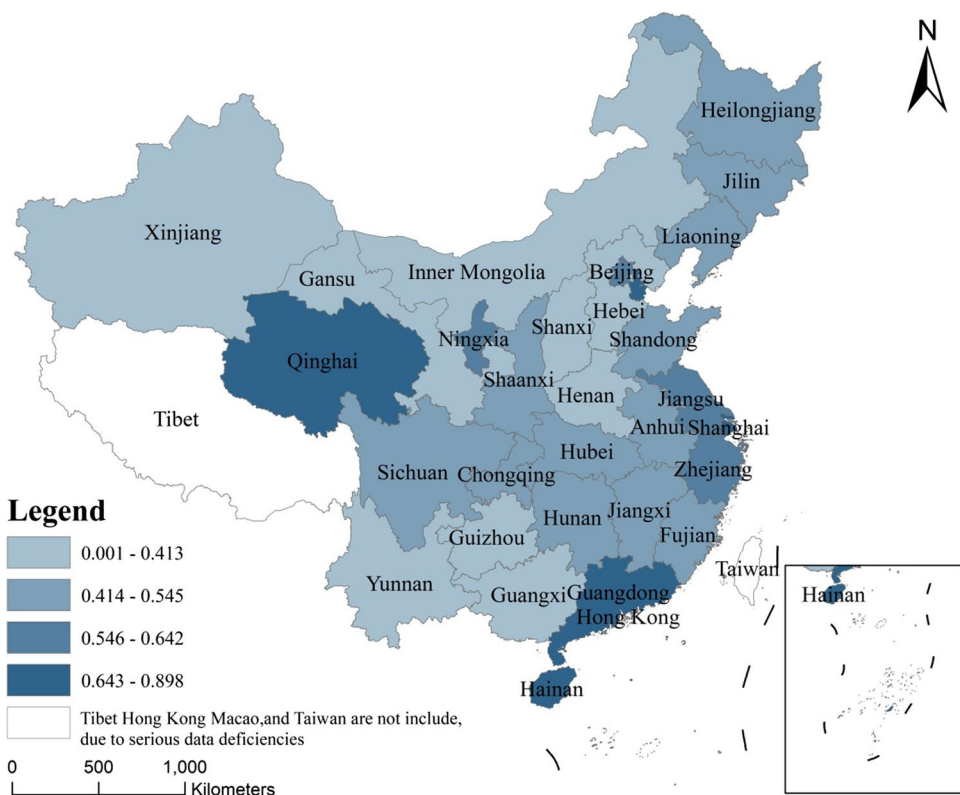 N
Heilongjiang
Jilin
Xinjiang
Liaoning
Gansu
Inner Mongolia
Beijing
Hebei
Shanxi
Ningxia
Shandong
Qinghai
Shaanxi
Henan
Jiangsu
Tibet
Anhui
Shanghai
Hubei
Sichuan
Chongqing
Zhejiang
Hunan
Jiangxi
Guizhou
Fujian
Taiwan
Yunnan
Guangxi
Guangdong
Hong Kong
Hainan
Hainan
Legend
0.001 - 0.413
0.414 - 0.545
0.546 - 0.642
0.643 - 0.898
Tibet Hong Kong Macao,and Taiwan are not include,
due to serious data deficiencies
0 500 1,000
Kilometers